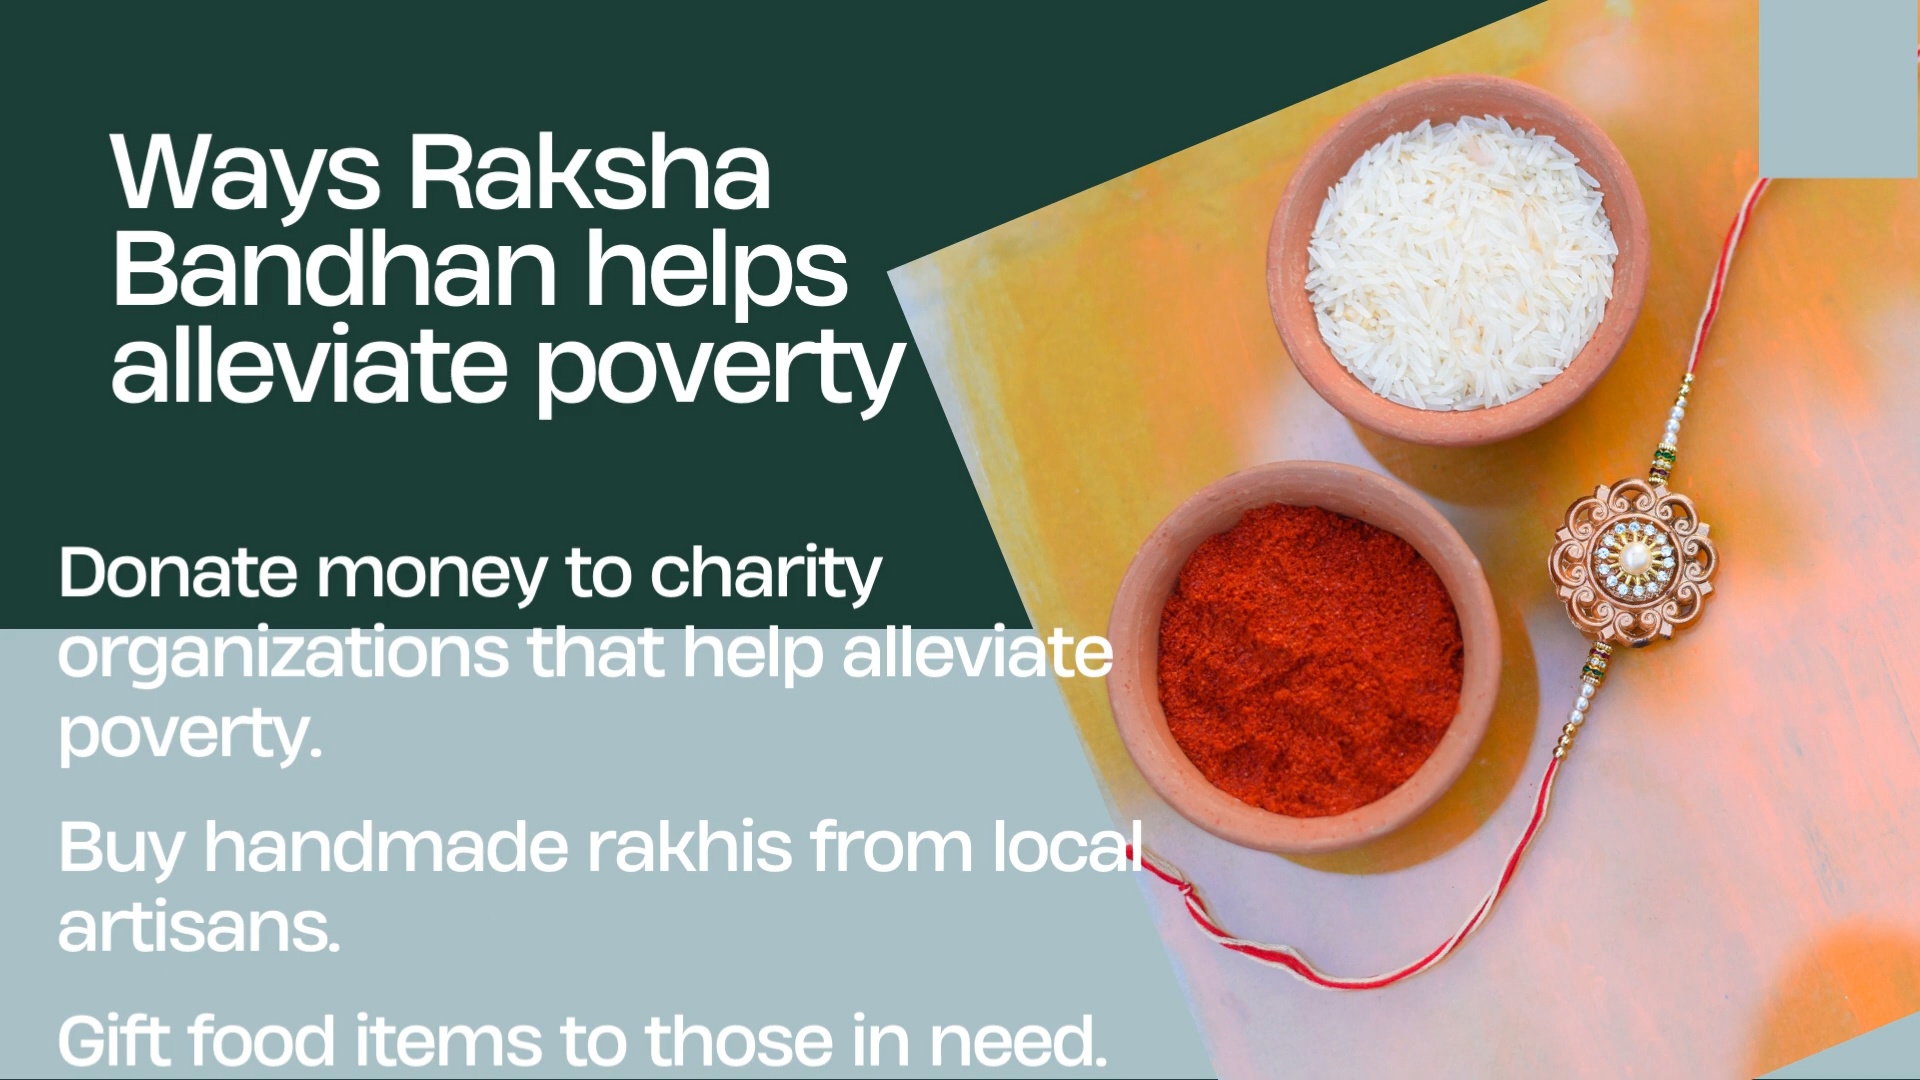 Ways Raksha
Bandhan helps
alleviate poverty
Donate money to charity
organizations that help alleviate
poverty.
Buy handmade rakhis from local
artisans.
Gift food items to those in need.